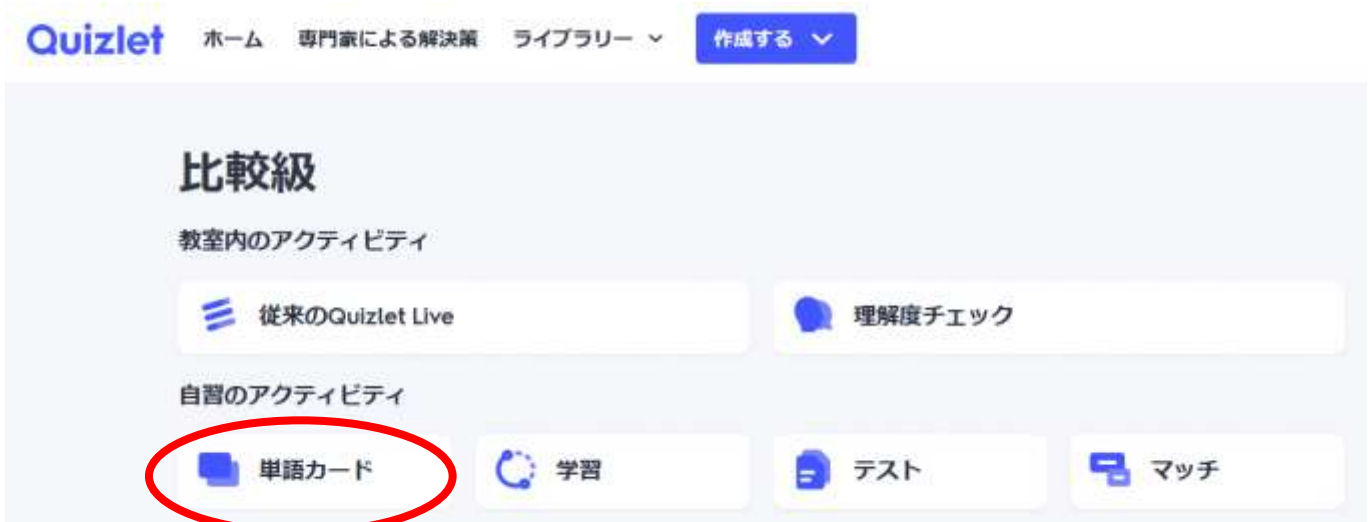 Quizlet ホーム 専門家による解決策 ライブラリー 作成する
比較級
教室内のアクティビティ
従来のQuizlet Live 理解度チェック
自習のアクティビティ
単語カード 学習 テスト マッチ